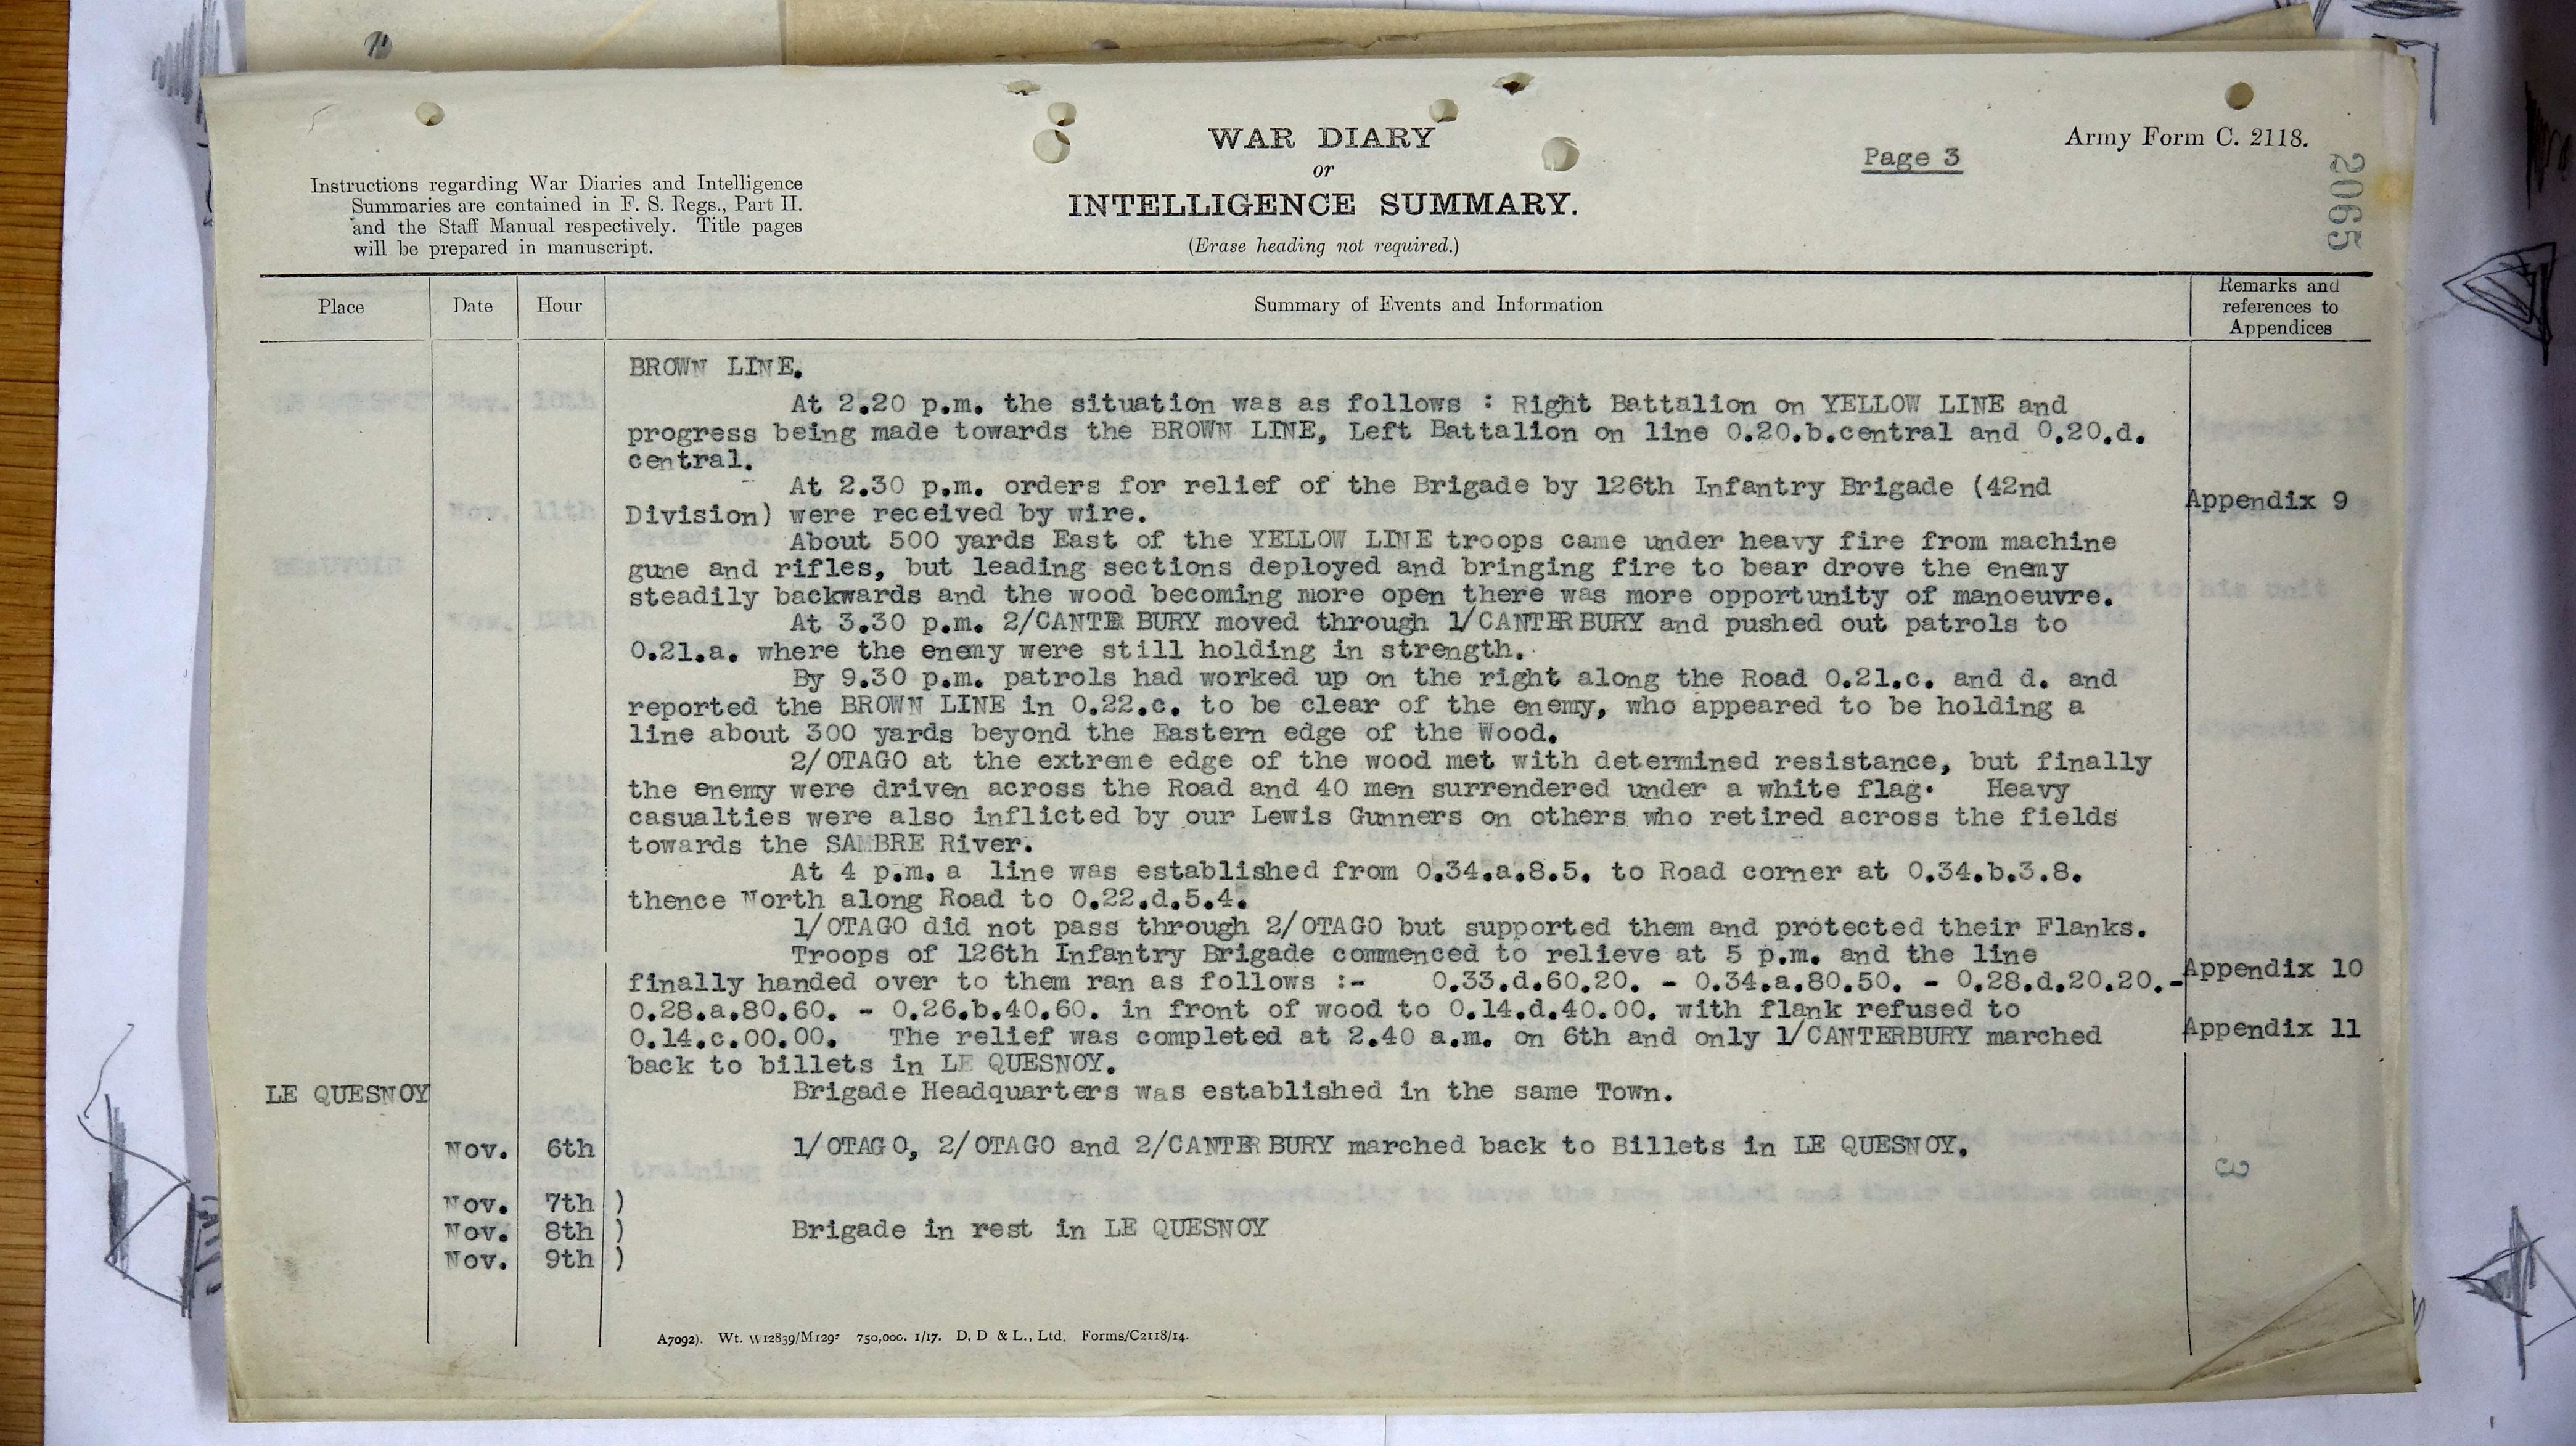 WAR DIARY
or
INTELLIGENCE SUMMARY.
(Erase heading not required.)
Page 3
Army Form C. 2118.
2065
Instructions regarding War Diaries and Intelligence
Summaries are contained in F. S. Regs., Part II.
and the Staff Manual respectively. Title pages
will be prepared in manuscript.
Place
Date
Hour
Summary of Events and Information
Remarks and
references to
Appendices
BROWN LINE.
At 2.20 p.m. the situation was as follows : Right Battalion on YELLOW LINE and
progress being made towards the BROWN LINE, Left Battalion on line 0.20.b.central and 0.20.d.
central.
At 2.30 p.m. orders for relief of the Brigade by 126th Infantry Brigade (42nd
Division) were received by wire.
Appendix 9
About 500 yards East of the YELLOW LINE troops came under heavy fire from machine
gune and rifles, but leading sections deployed and bringing fire to bear drove the enemy
steadily backwards and the wood becoming more open there was more opportunity of manoeuvre.
At 3.30 p.m. 2/CANTERBURY moved through 1/CANTERBURY and pushed out patrols to
0.21.a. where the enemy were still holding in strength.
By 9.30 p.m. patrols had worked up on the right along the Road 0.21.c. and d. and
reported the BROWN LINE in 0.22.c. to be clear of the enemy, who appeared to be holding a
line about 300 yards beyond the Eastern edge of the Wood.
2/OTAGO at the extreme edge of the wood met with determined resistance, but finally
the enemy were driven across the Road and 40 men surrendered under a white flag. Heavy
casualties were also inflicted by our Lewis Gunners on others who retired across the fields
towards the SAMBRE River.
At 4 p.m. a line was established from 0.34.a.8.5. to Road corner at 0.34.b.3.8.
thence North along Road to 0.22.d.5.4.
1/OTAGO did not pass through 2/OTAGO but supported them and protected their Flanks.
Troops of 126th Infantry Brigade commenced to relieve at 5 p.m. and the line
finally handed over to them ran as follows :- 0.33.d.60.20. - 0.34.a.80.50. - 0.28.d.20.20.-
Appendix 10
0.28.a.80.60. - 0.26.b.40.60. in front of wood to 0.14.d.40.00. with flank refused to
0.14.c.00.00. The relief was completed at 2.40 a.m. on 6th and only 1/CANTERBURY marched
Appendix 11
back to billets in LE QUESNOY.
LE QUESNOY
Brigade Headquarters was established in the same Town.
Nov. 6th 1/OTAGO, 2/OTAGO and 2/CANTERBURY marched back to Billets in LE QUESNOY.
3
Nov. 7th )
Nov. 8th ) Brigade in rest in LE QUESNOY
Nov. 9th )
A7092). Wt. W12839/M129 750,000. 1/17. D. D & L., Ltd. Forms/C2118/14.